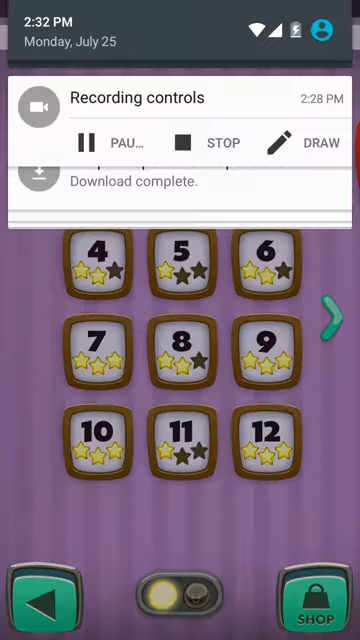 2:32 PM
Monday, July 25
Recording controls
2:28 PM
PAU...
STOP
DRAW
Download complete.
4
5
6
7
8
9
10
11
12
SHOP